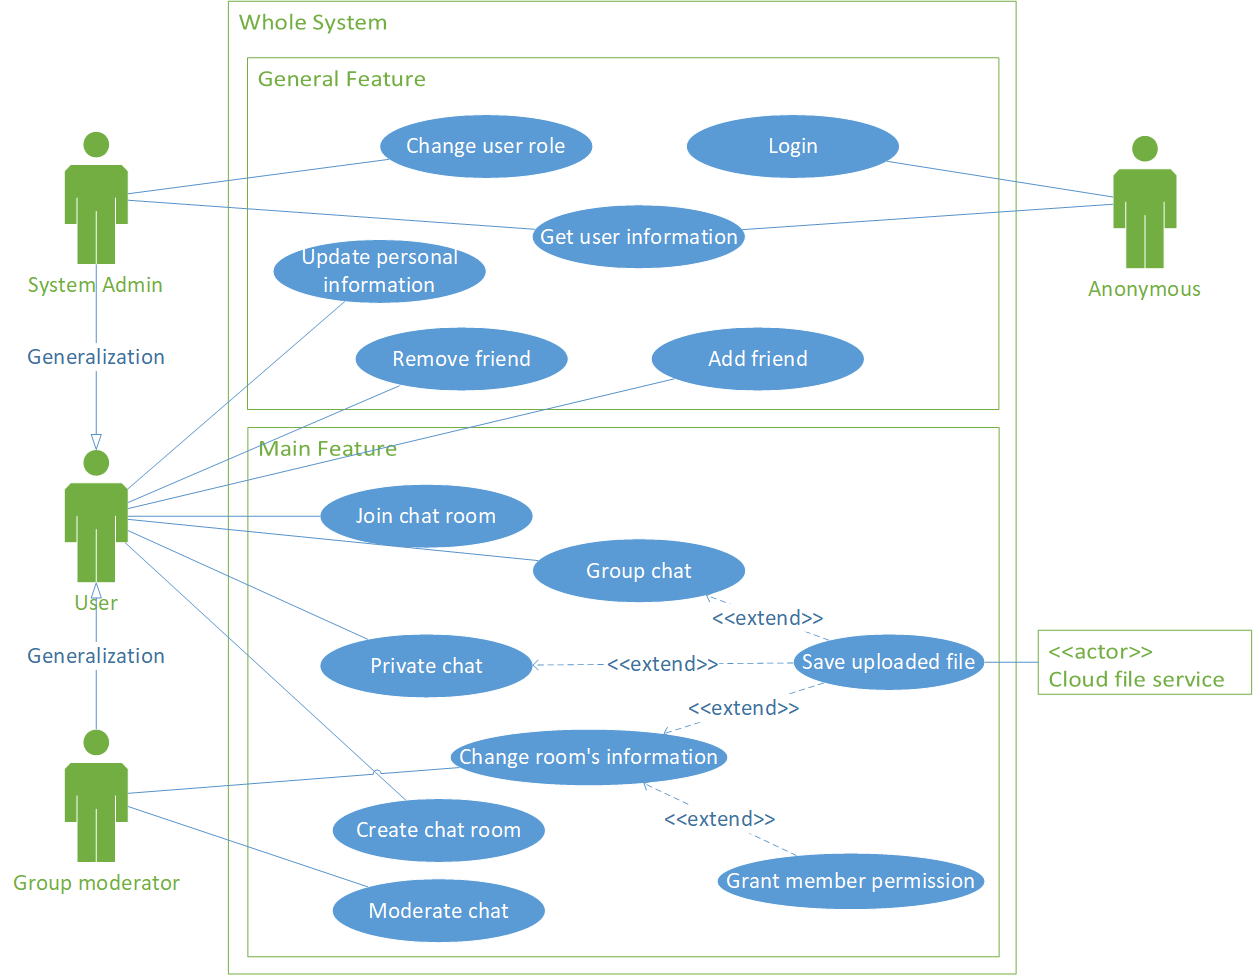 Whole System
General Feature
Change user role
Login
Get user information
Update personal
information
System Admin
Anonymous
Generalization
Remove friend
Add friend
Main Feature
Join chat room
Group chat
User
<<extend>>
Generalization
Private chat
<<extend>>
Save uploaded file
<<actor>>
Cloud file service
<<extend>>
Change room's information
Create chat room
<<extend>>
Group moderator
Grant member permission
Moderate chat